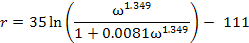 r = 35 ln ( ω^1.349 / (1 + 0.0081ω^1.349) ) − 111